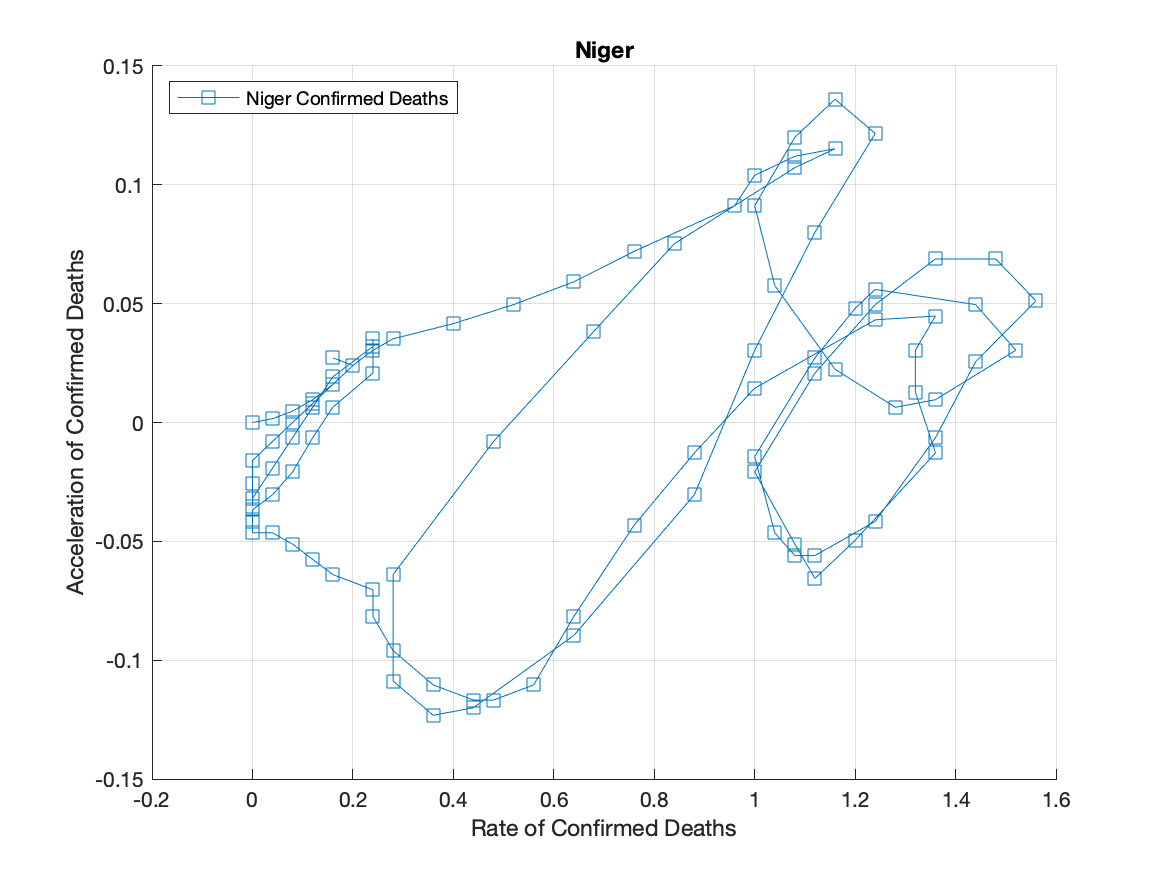 Niger
Niger Confirmed Deaths
0.15
0.1
0.05
0
-0.05
-0.1
-0.15
Acceleration of Confirmed Deaths
-0.2 0 0.2 0.4 0.6 0.8 1 1.2 1.4 1.6
Rate of Confirmed Deaths